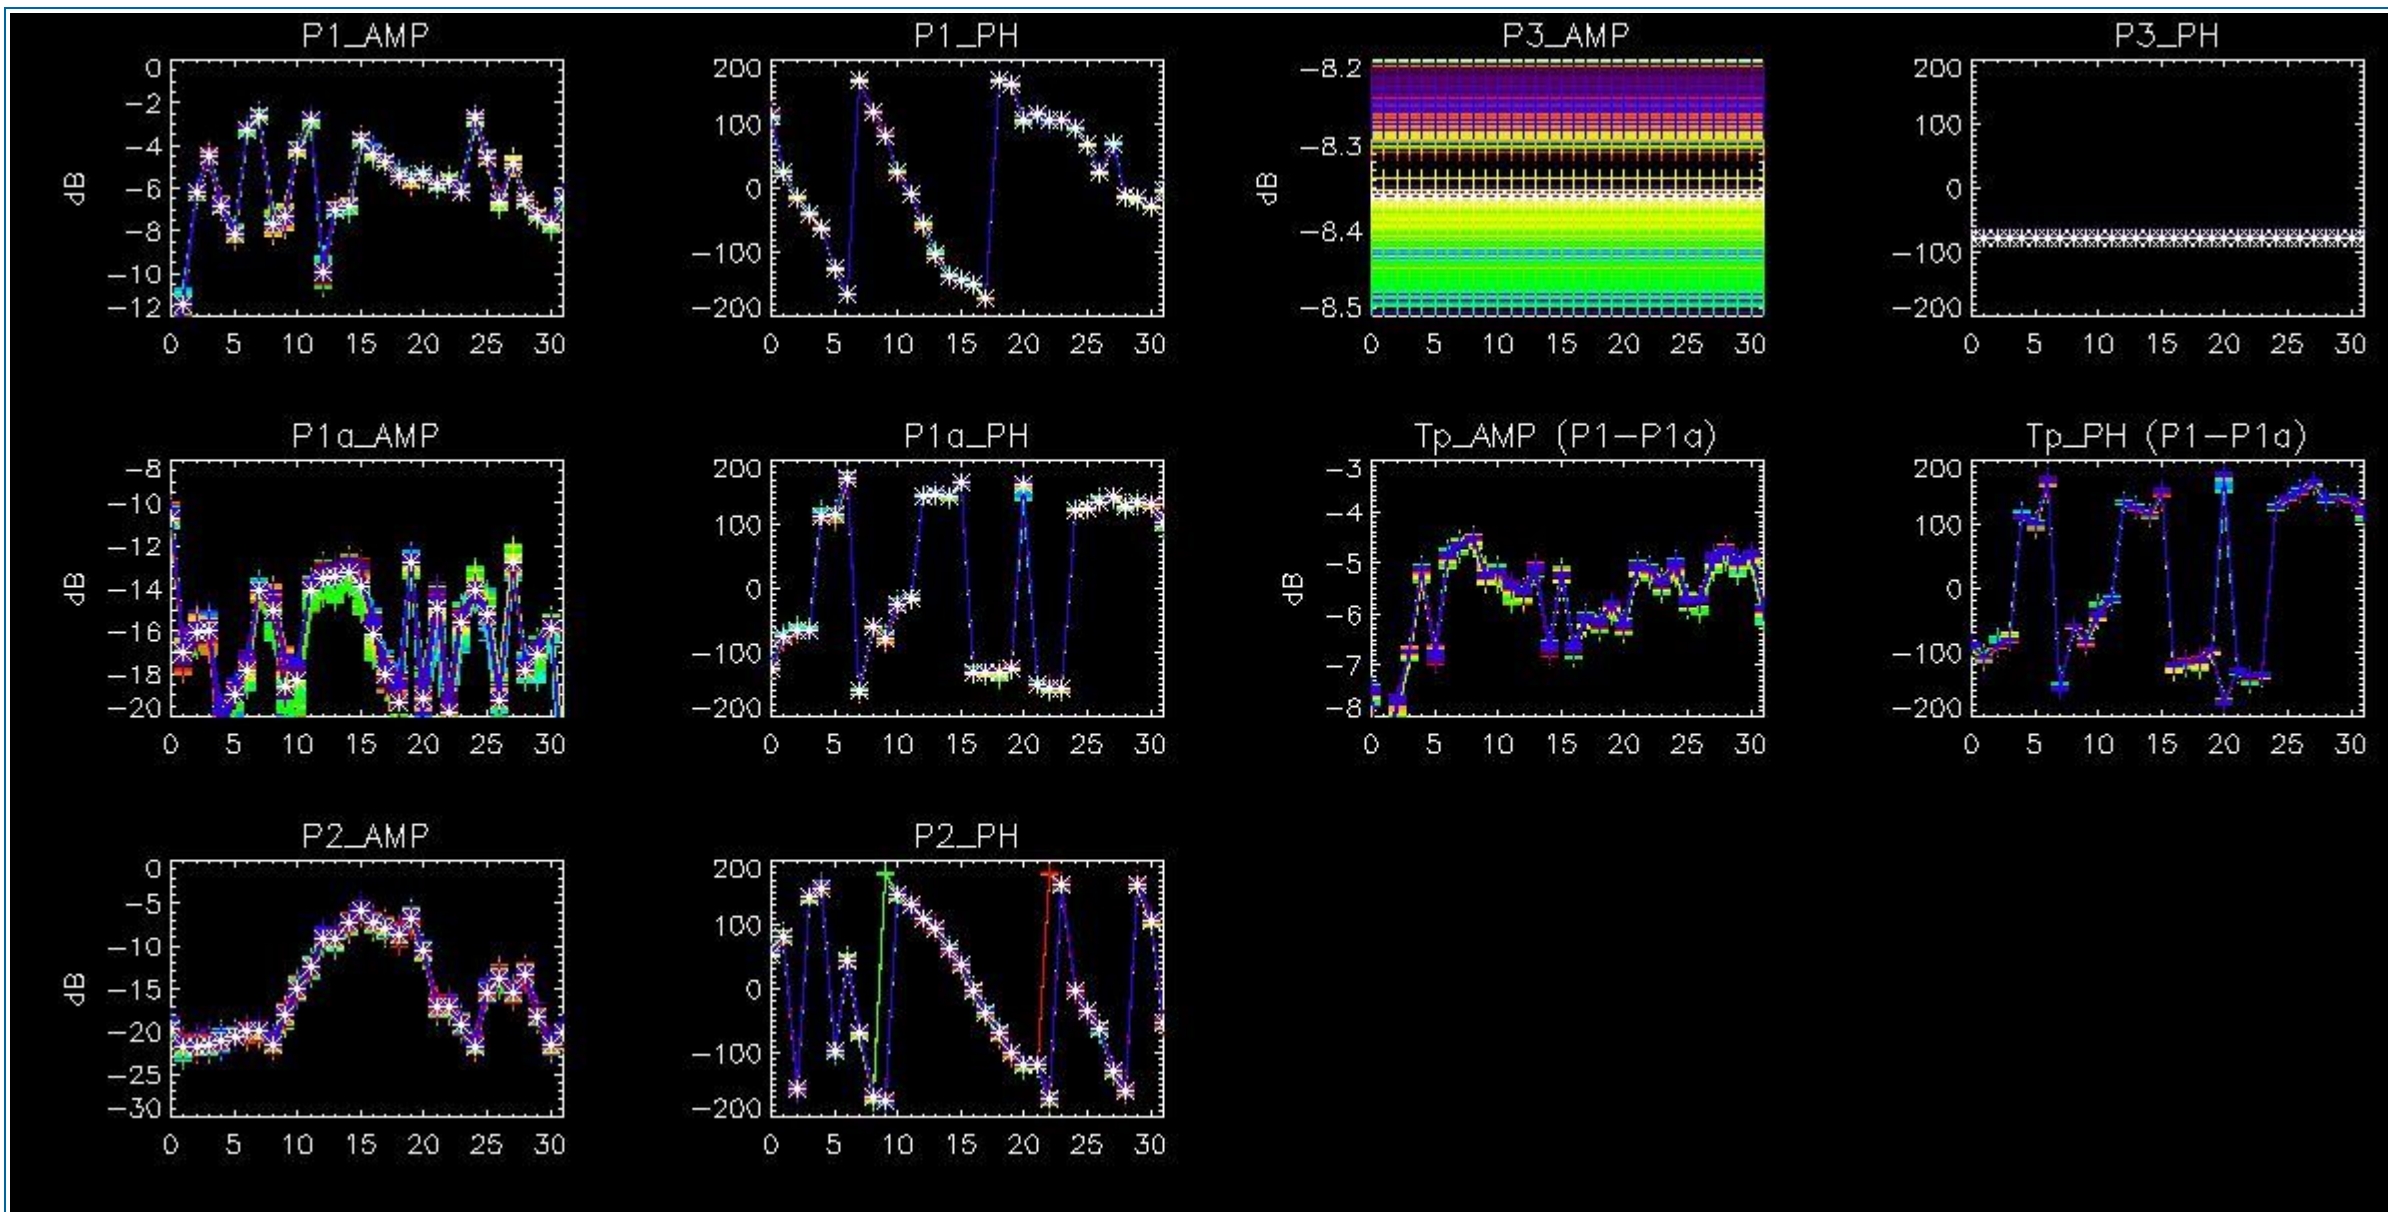 P1_AMP
0
−2
−4
−6
−8
−10
−12
dB
0 5 10 15 20 25 30
P1_PH
200
100
0
−100
−200
0 5 10 15 20 25 30
P3_AMP
−8.2
−8.3
−8.4
−8.5
dB
0 5 10 15 20 25 30
P3_PH
200
100
0
−100
−200
0 5 10 15 20 25 30
P1a_AMP
−8
−10
−12
−14
−16
−18
−20
dB
0 5 10 15 20 25 30
P1a_PH
200
100
0
−100
−200
0 5 10 15 20 25 30
Tp_AMP (P1−P1a)
−3
−4
−5
−6
−7
−8
dB
0 5 10 15 20 25 30
Tp_PH (P1−P1a)
200
100
0
−100
−200
0 5 10 15 20 25 30
P2_AMP
0
−5
−10
−15
−20
−25
−30
dB
0 5 10 15 20 25 30
P2_PH
200
100
0
−100
−200
0 5 10 15 20 25 30